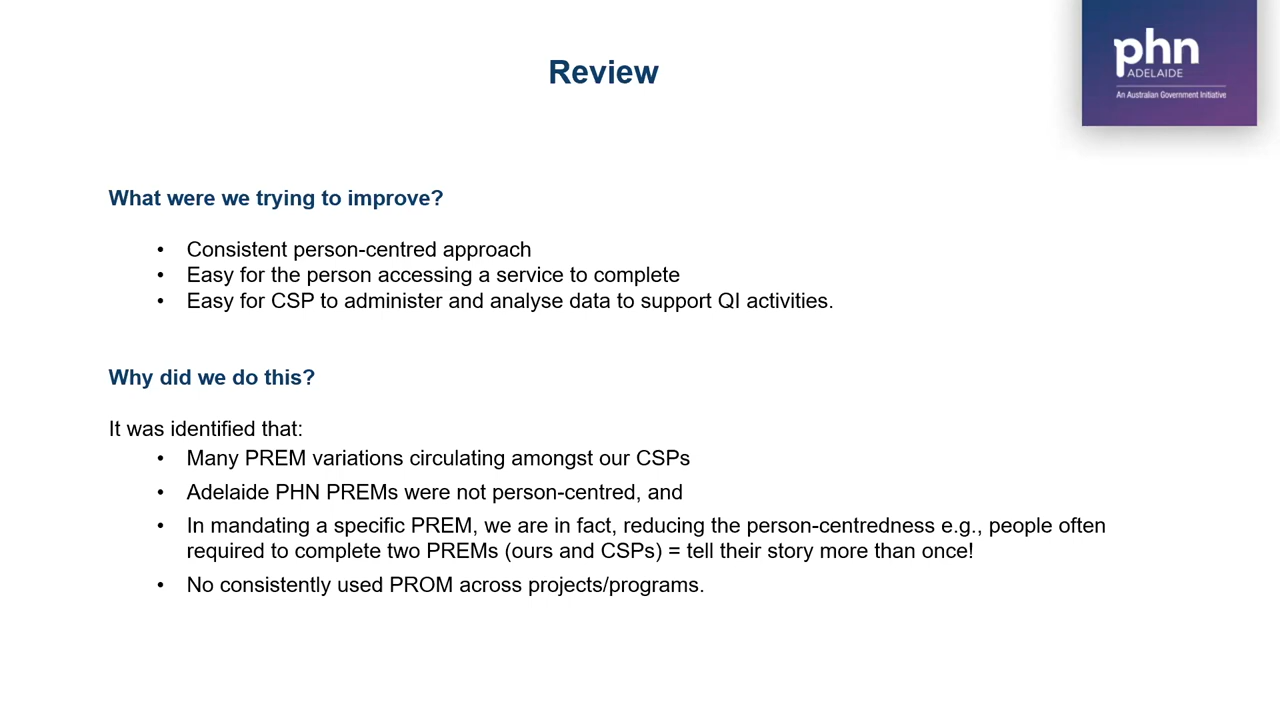 Review
phn
ADELAIDE
An Australian Government Initiative
What were we trying to improve?
• Consistent person-centred approach
• Easy for the person accessing a service to complete
• Easy for CSP to administer and analyse data to support QI activities.
Why did we do this?
It was identified that:
• Many PREM variations circulating amongst our CSPs
• Adelaide PHN PREMs were not person-centred, and
• In mandating a specific PREM, we are in fact, reducing the person-centredness e.g., people often
required to complete two PREMs (ours and CSPs) = tell their story more than once!
• No consistently used PROM across projects/programs.